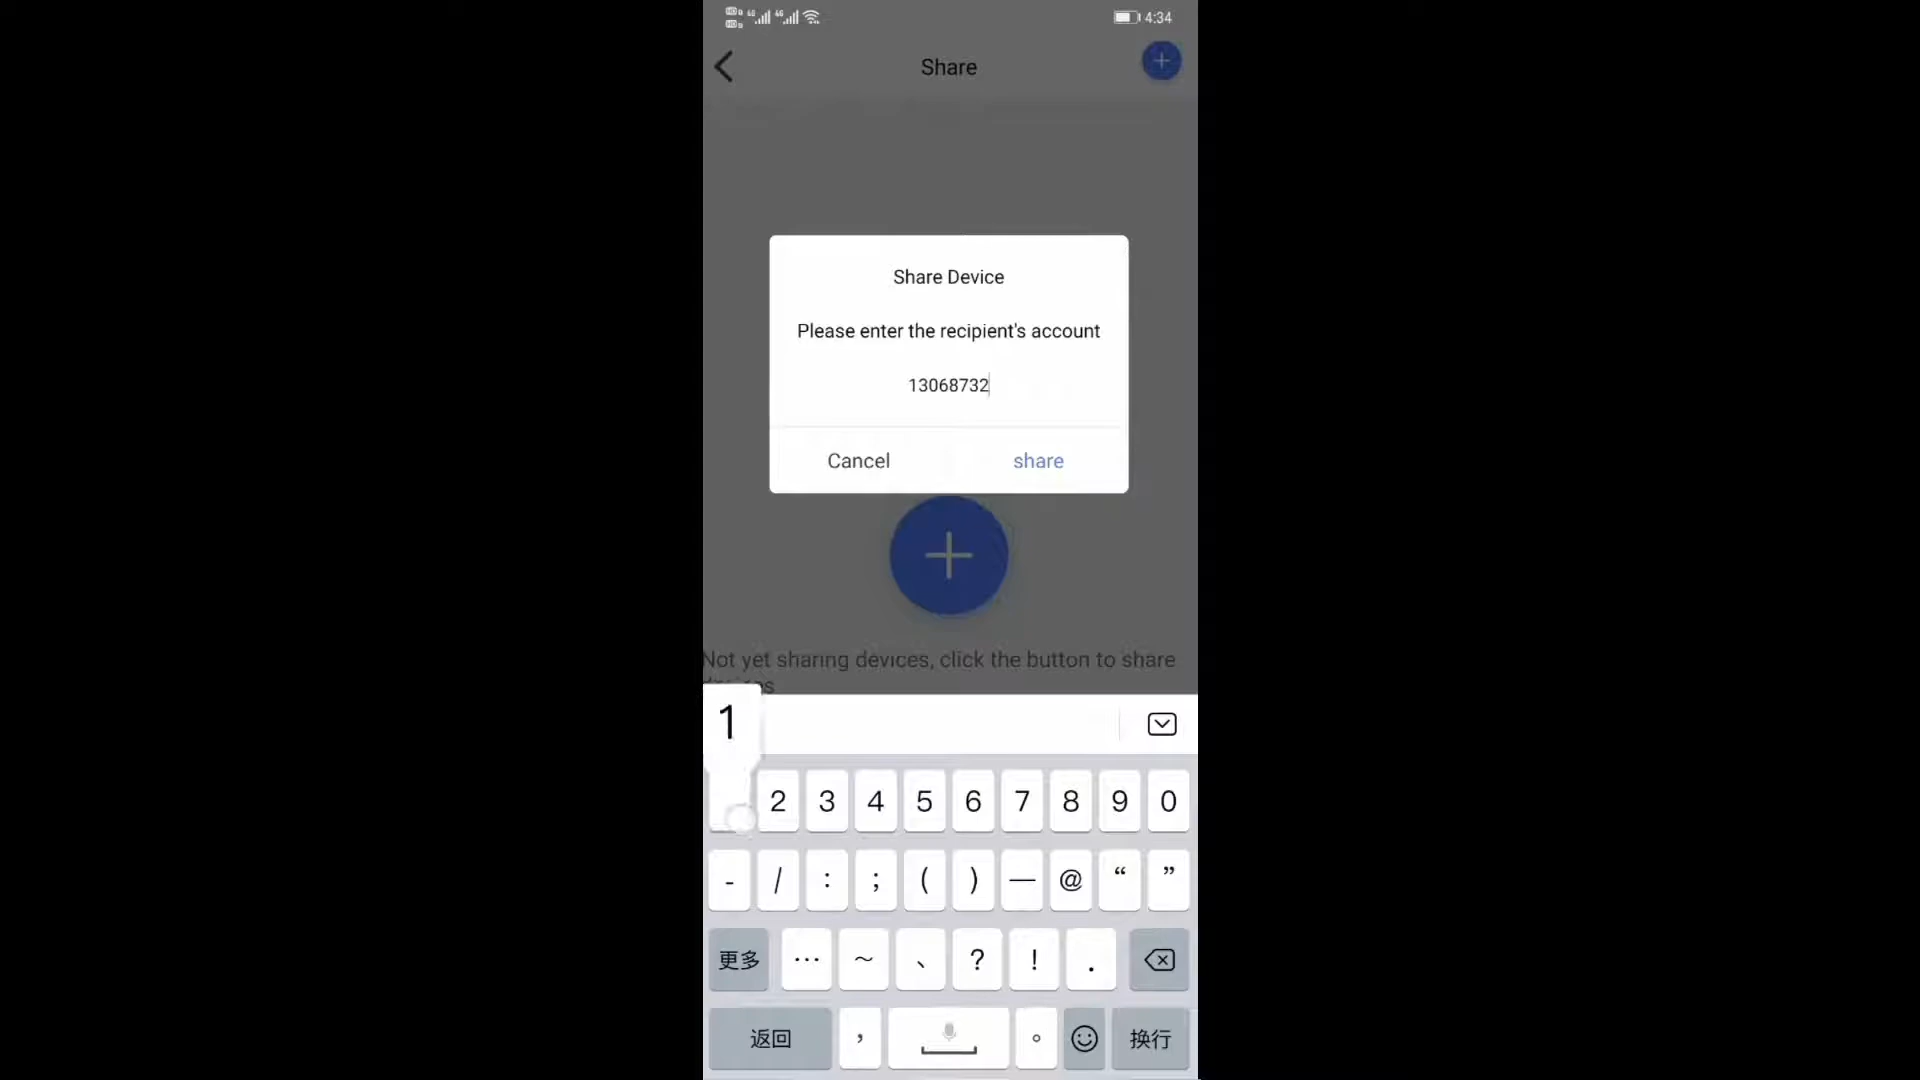 4:34
Share
Share Device
Please enter the recipient's account
13068732
Cancel share
Not yet sharing devices, click the button to share
1
2 3 4 5 6 7 8 9 0
- / : ; ( ) — @ “ ”
更多 … ~ 、 ? ! .
返回 , 。 换行